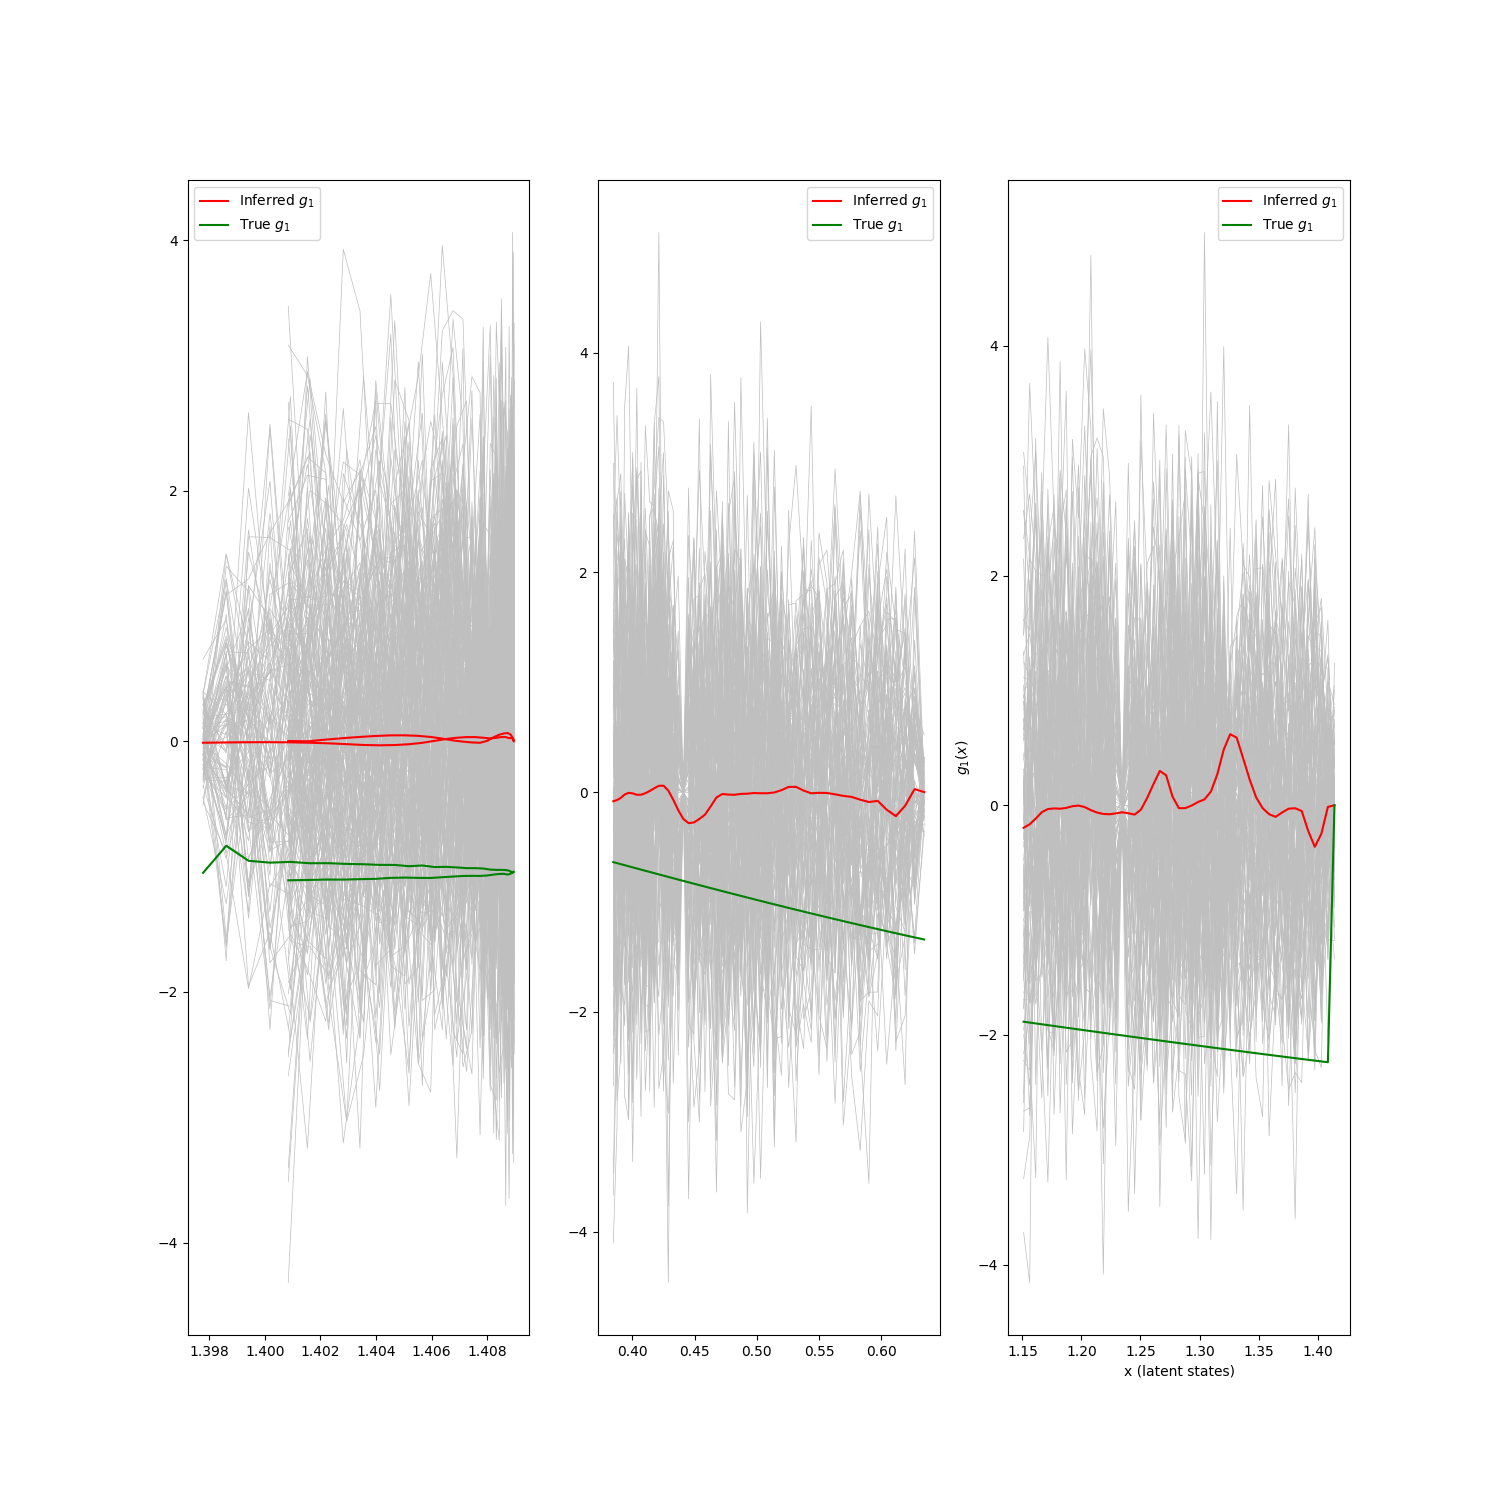 Inferred g₁
True g₁
4
2
0
−2
−4
1.398 1.400 1.402 1.404 1.406 1.408
Inferred g₁
True g₁
4
2
0
−2
−4
0.40 0.45 0.50 0.55 0.60
Inferred g₁
True g₁
g₁(x)
4
2
0
−2
−4
1.15 1.20 1.25 1.30 1.35 1.40
x (latent states)